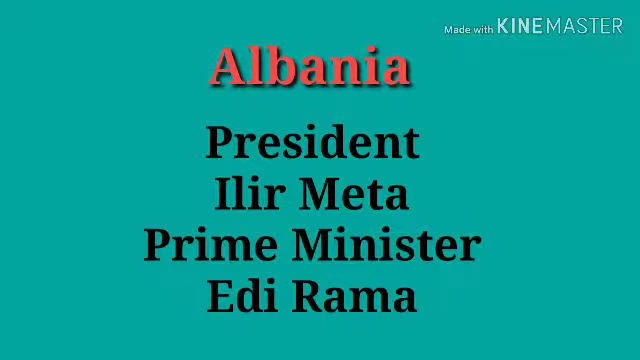 Made with KINEMASTER
Albania
President
Ilir Meta
Prime Minister
Edi Rama